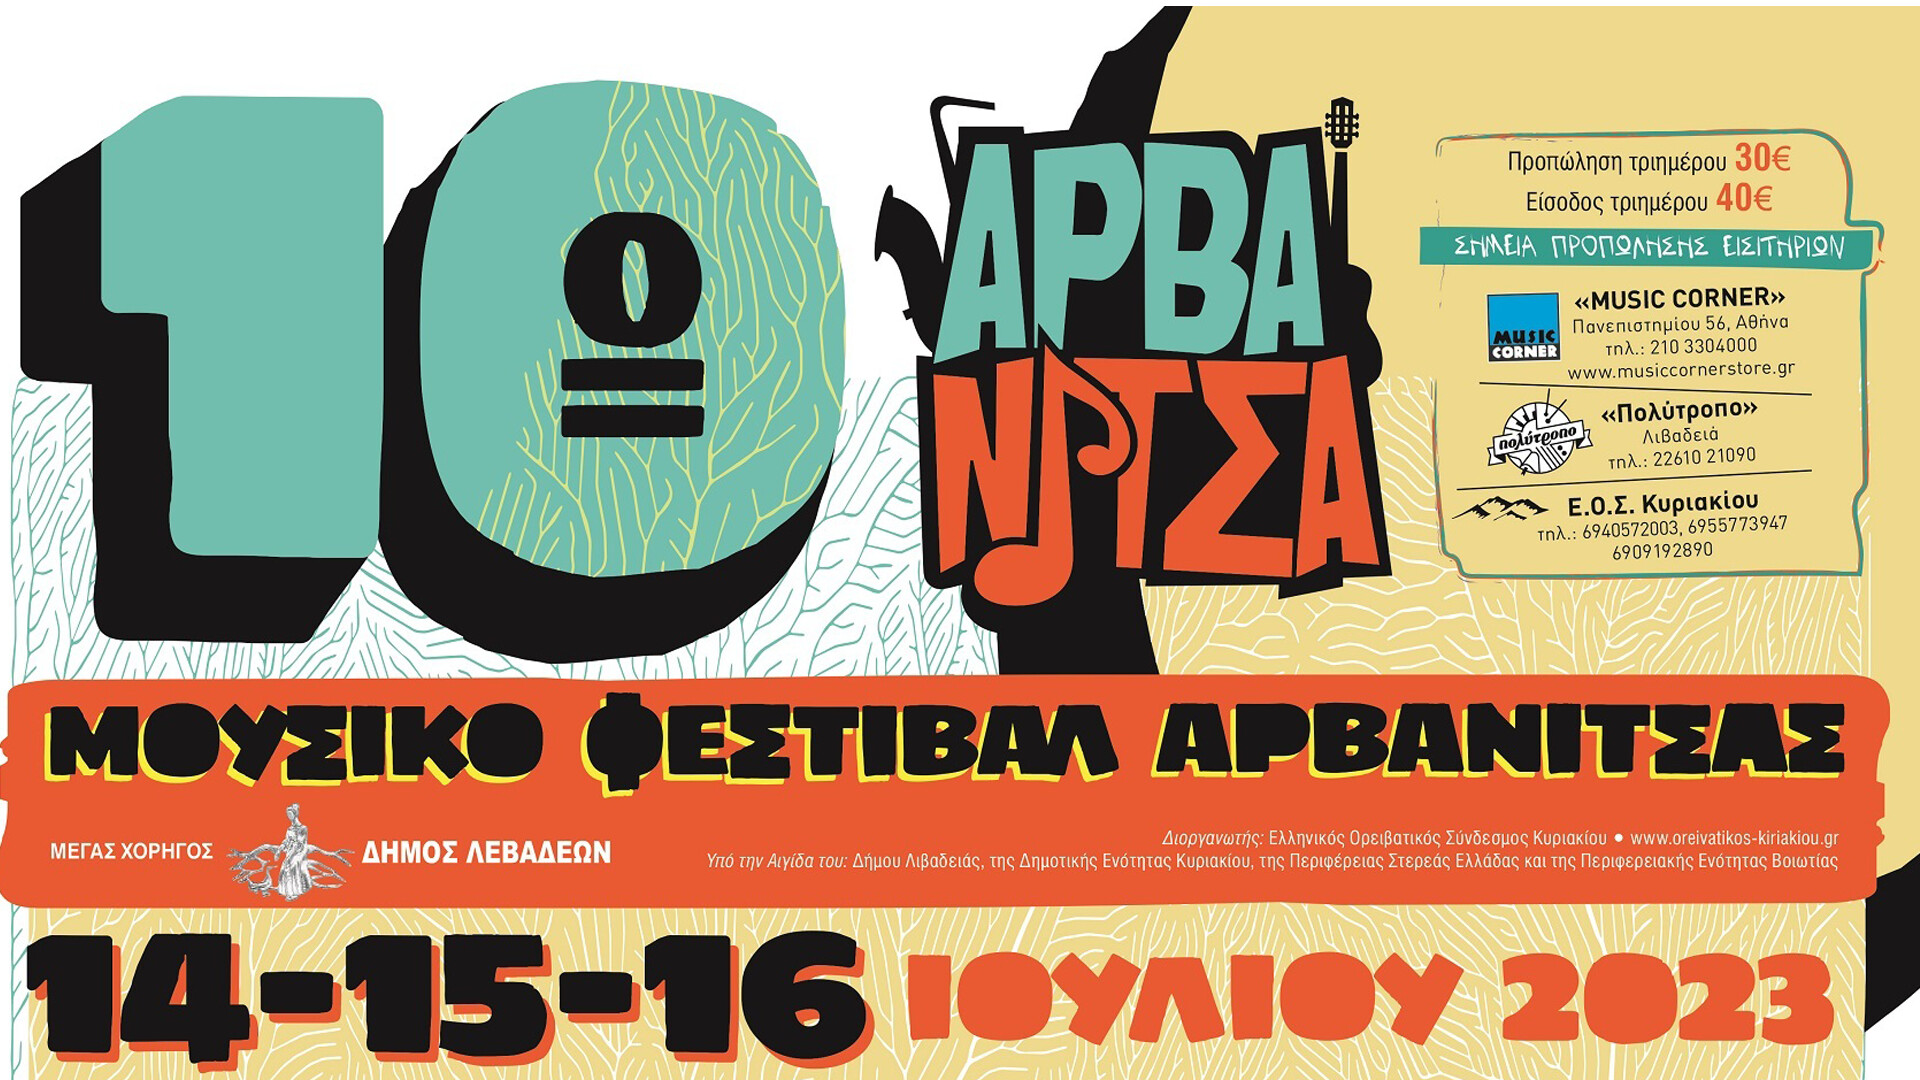 10ο
ΑΡΒΑ
ΝΙΤΣΑ
Προπώληση τριημέρου 30€
Είσοδος τριημέρου 40€
ΣΗΜΕΙΑ ΠΡΟΠΩΛΗΣΗΣ ΕΙΣΙΤΗΡΙΩΝ
MUSIC
CORNER
«MUSIC CORNER»
Πανεπιστημίου 56, Αθήνα
τηλ.: 210 3304000
www.musiccornerstore.gr
πολύτροπο
«Πολύτροπο»
Λιβαδειά
τηλ.: 22610 21090
Ε.Ο.Σ. Κυριακίου
τηλ.: 6940572003, 6955773947
6909192890
ΜΟΥΣΙΚΟ ΦΕΣΤΙΒΑΛ ΑΡΒΑΝΙΤΣΑΣ
ΜΕΓΑΣ ΧΟΡΗΓΟΣ
ΔΗΜΟΣ ΛΕΒΑΔΕΩΝ
Διοργανωτής: Ελληνικός Ορειβατικός Σύνδεσμος Κυριακίου • www.oreivatikos-kiriakiou.gr
Υπό την Αιγίδα του: Δήμου Λιβαδειάς, της Δημοτικής Ενότητας Κυριακίου, της Περιφέρειας Στερεάς Ελλάδας και της Περιφερειακής Ενότητας Βοιωτίας
14-15-16 ΙΟΥΛΙΟΥ 2023